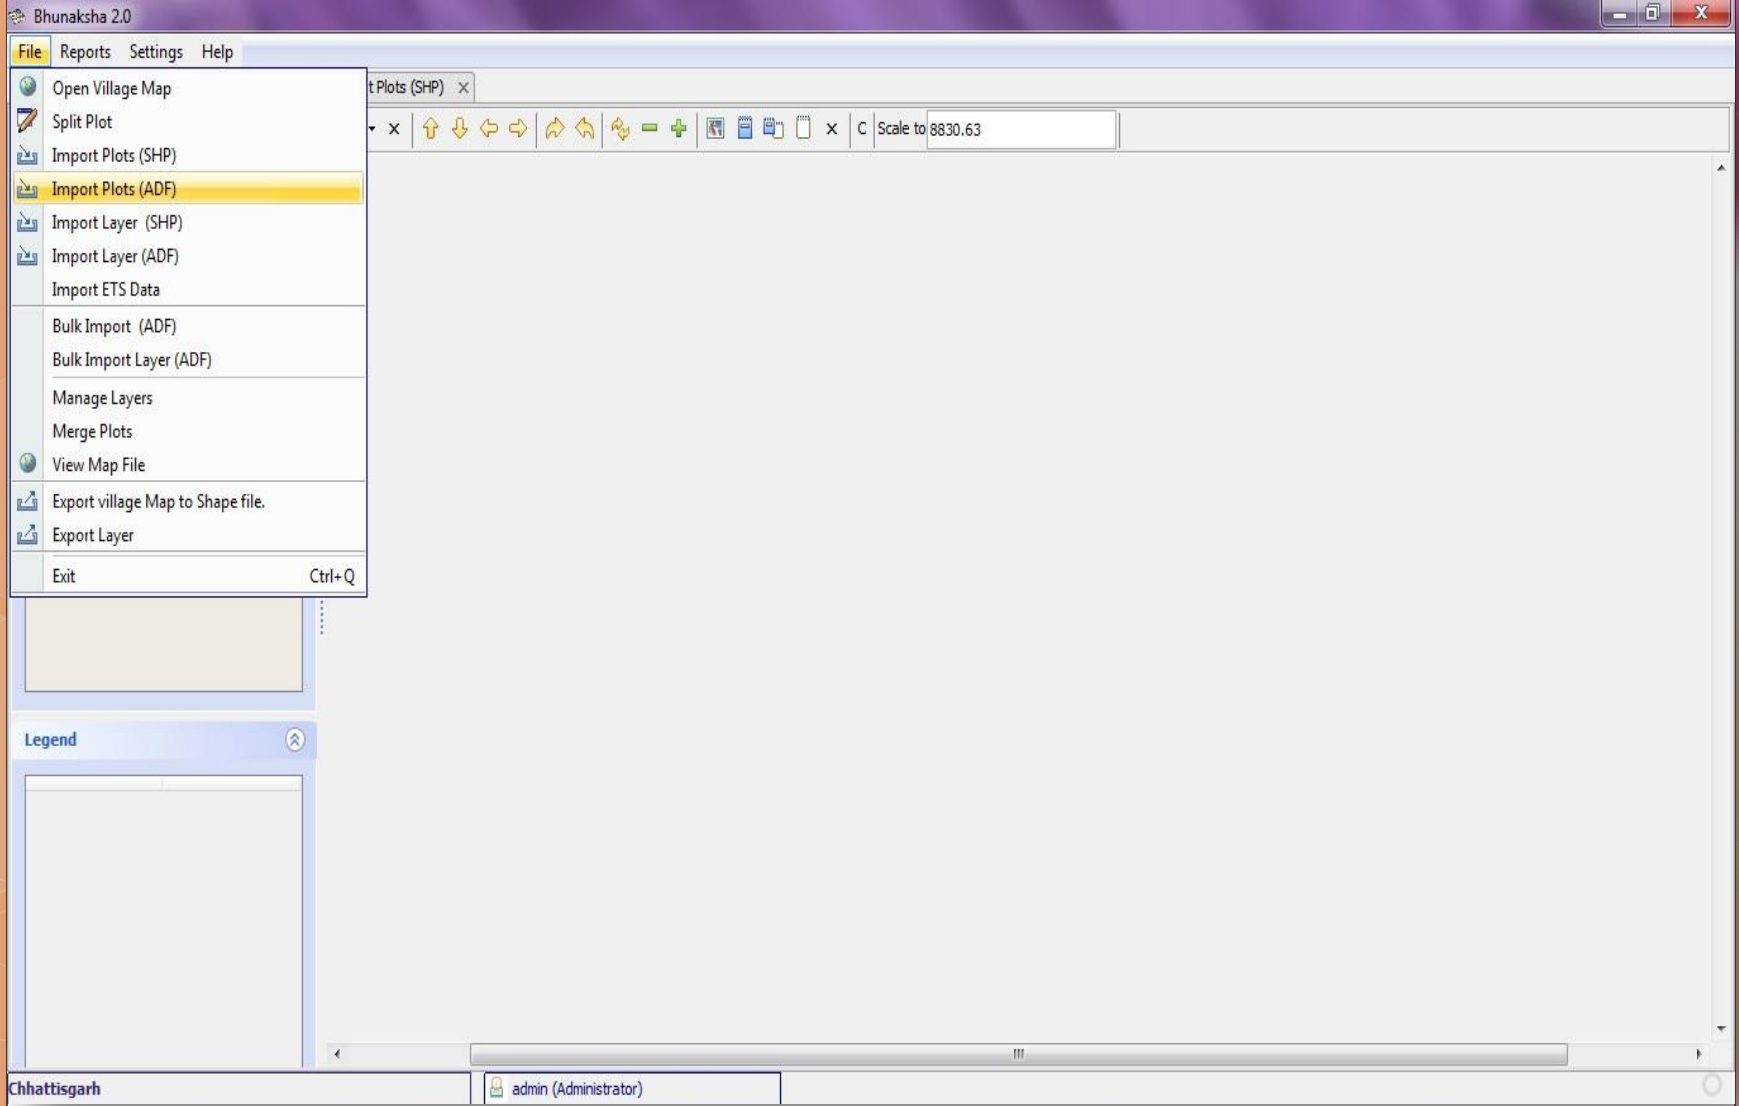 Bhunaksha 2.0
File Reports Settings Help
Open Village Map
t Plots (SHP)
Split Plot
C Scale to 8830.63
Import Plots (SHP)
Import Plots (ADF)
Import Layer (SHP)
Import Layer (ADF)
Import ETS Data
Bulk Import (ADF)
Bulk Import Layer (ADF)
Manage Layers
Merge Plots
View Map File
Export village Map to Shape file.
Export Layer
Exit Ctrl+Q
Legend
Chhattisgarh
admin (Administrator)